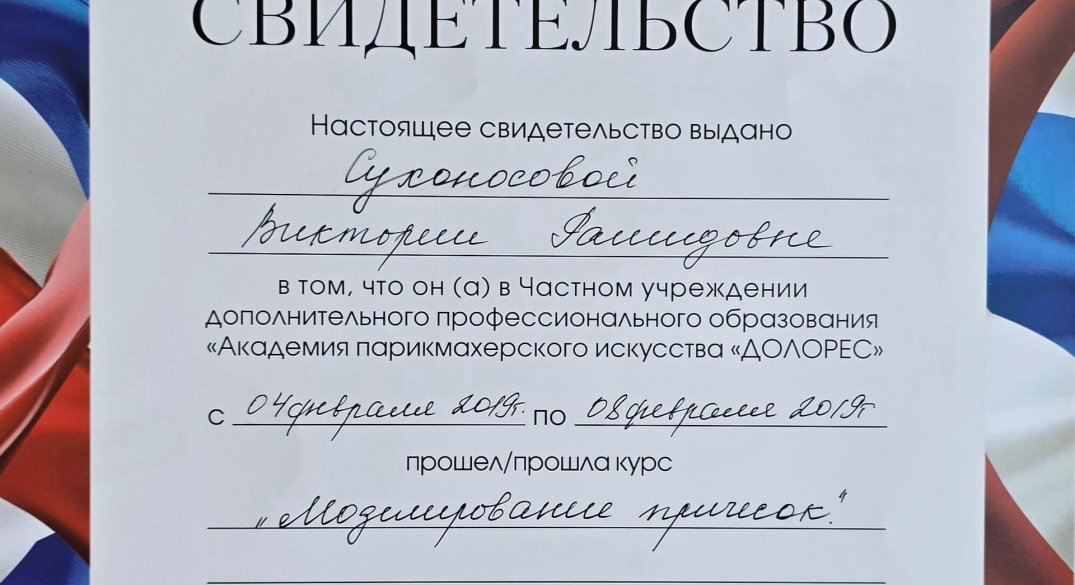 СВИДЕТЕЛЬСТВО
Настоящее свидетельство выдано
Сухоносовой
Виктории Рашидовне
в том, что он (а) в Частном учреждении
дополнительного профессионального образования
«Академия парикмахерского искусства «ДОЛОРЕС»
с 04 февраля 2019г. по 08 февраля 2019г
прошел/прошла курс
„Моделирование причесок."